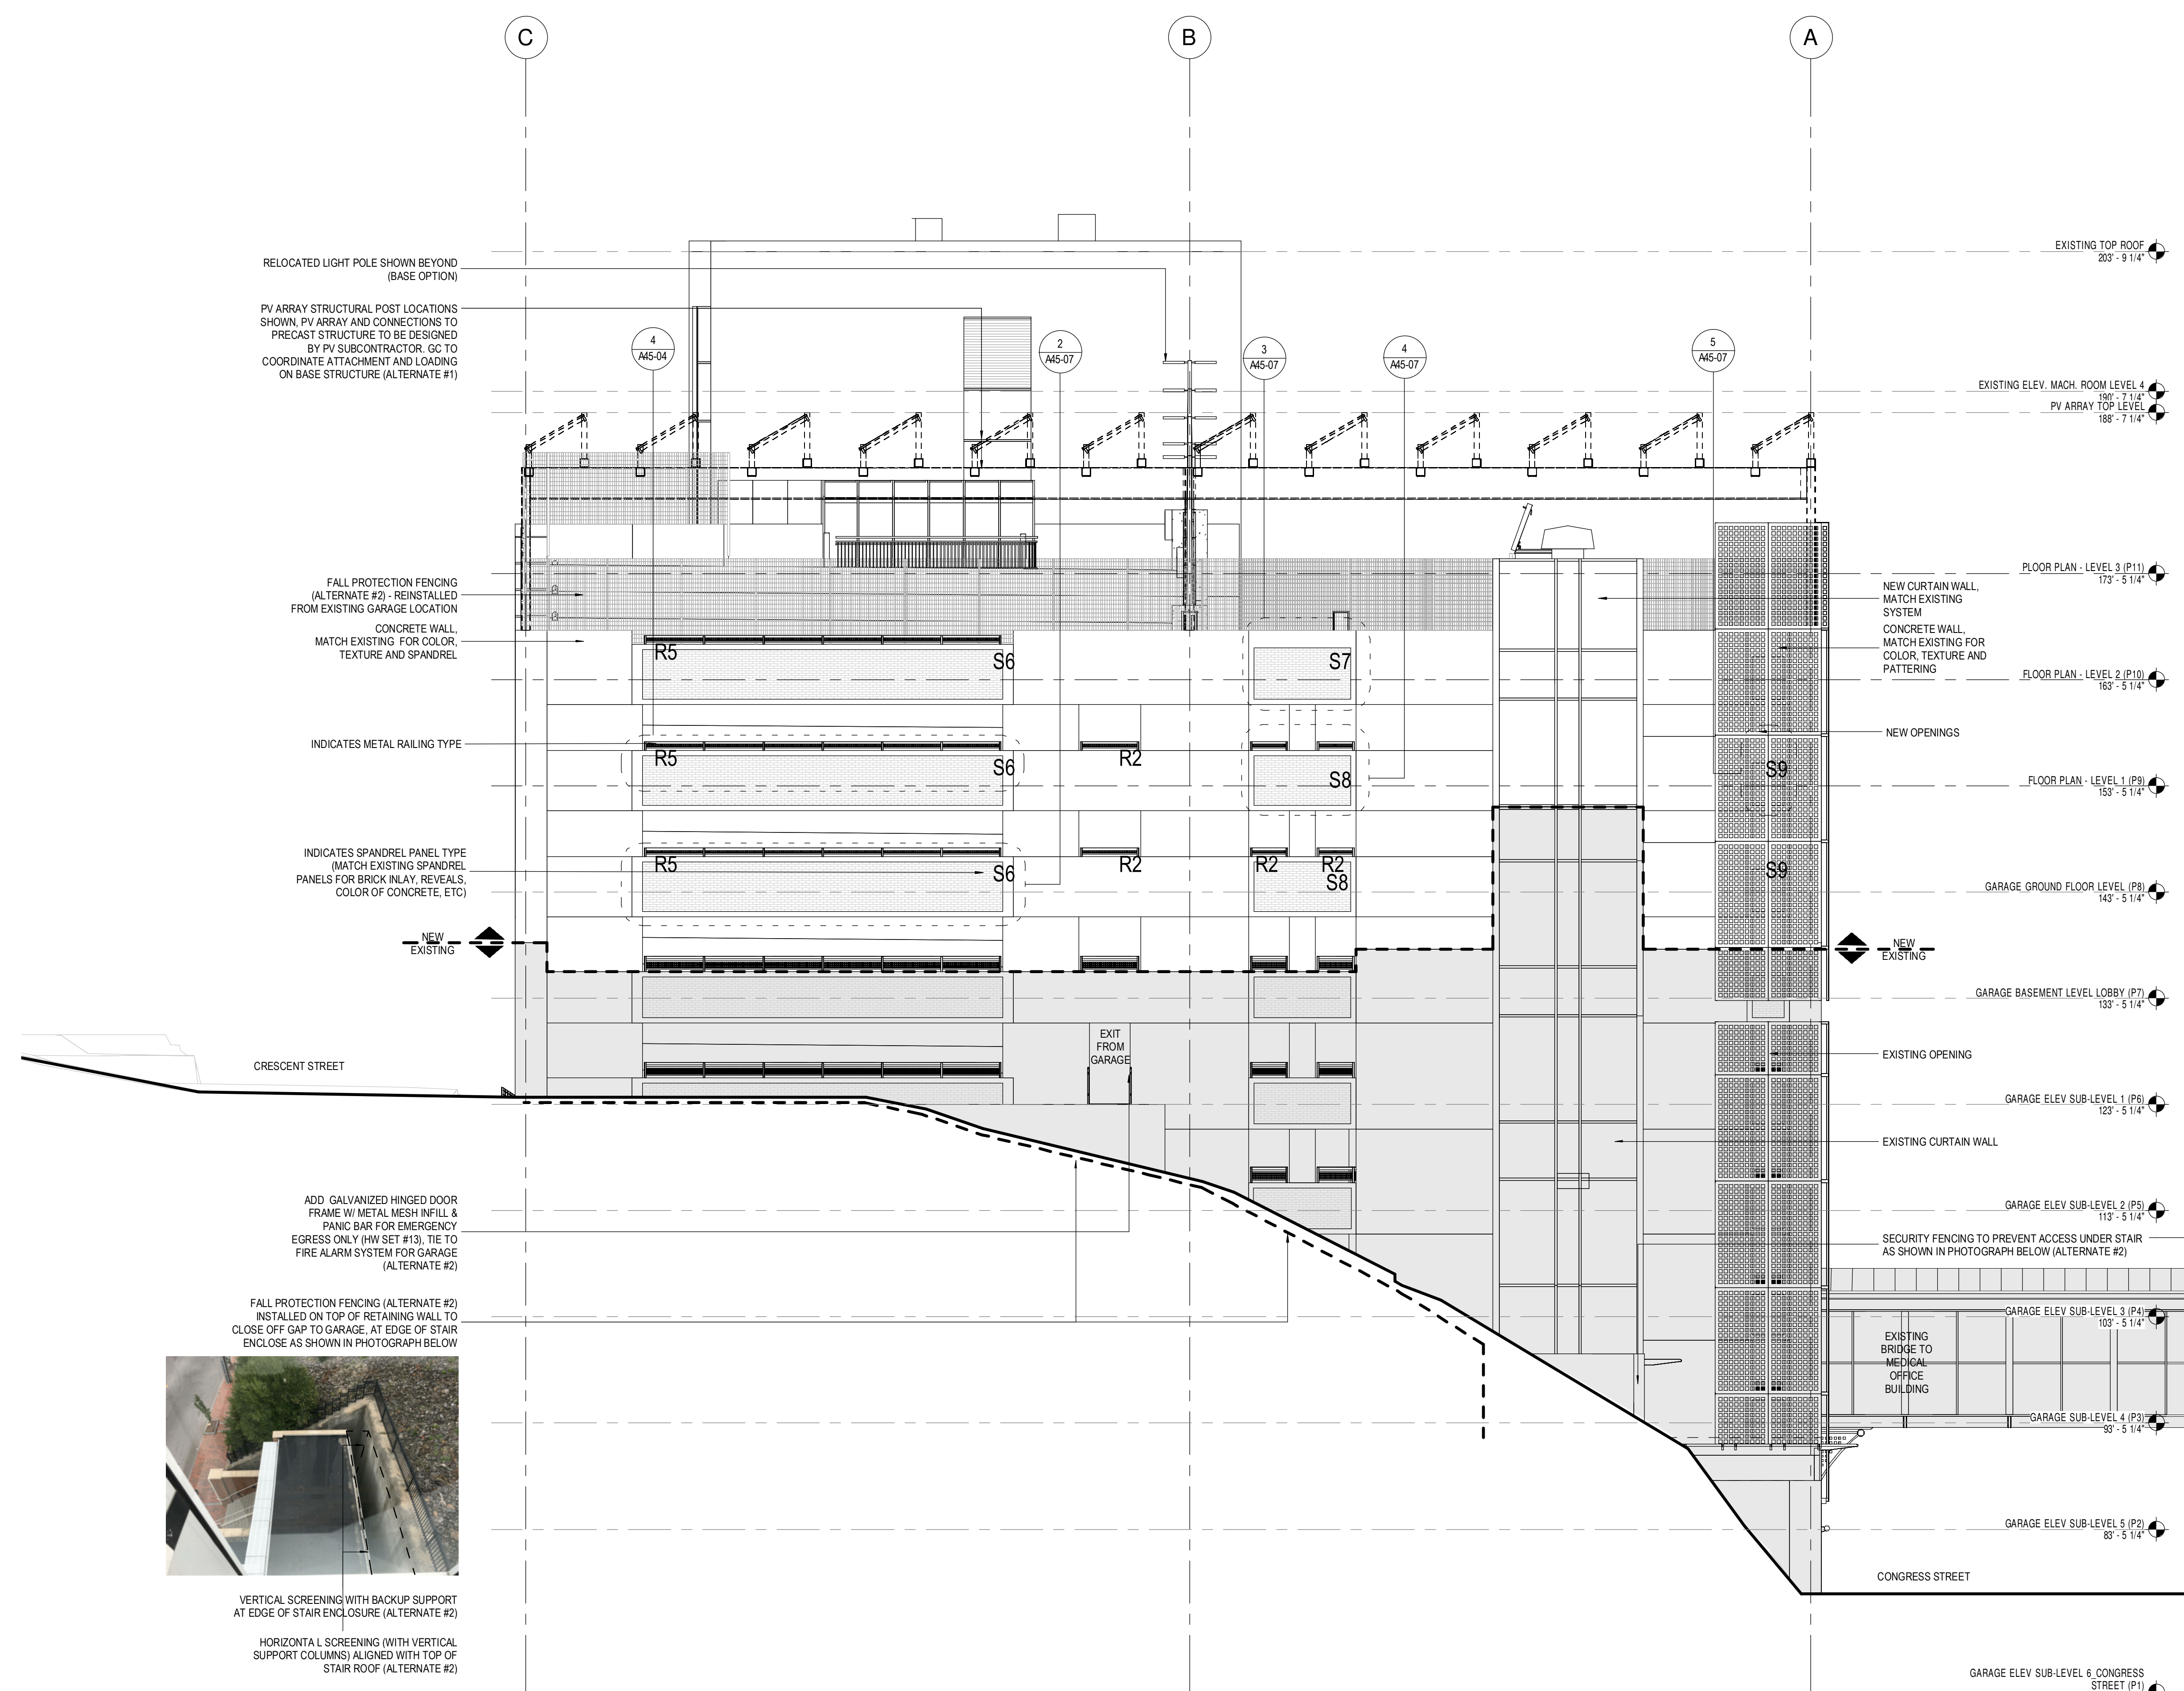 C
B
A
RELOCATED LIGHT POLE SHOWN BEYOND
(BASE OPTION)
PV ARRAY STRUCTURAL POST LOCATIONS
SHOWN, PV ARRAY AND CONNECTIONS TO
PRECAST STRUCTURE TO BE DESIGNED
BY PV SUBCONTRACTOR. GC TO
COORDINATE ATTACHMENT AND LOADING
ON BASE STRUCTURE (ALTERNATE #1)
4
A45-04
2
A45-07
3
A45-07
4
A45-07
5
A45-07
EXISTING TOP ROOF
203' - 9 1/4"
EXISTING ELEV. MACH. ROOM LEVEL 4
190' - 7 1/4"
PV ARRAY TOP LEVEL
188' - 7 1/4"
FALL PROTECTION FENCING
(ALTERNATE #2) - REINSTALLED
FROM EXISTING GARAGE LOCATION
CONCRETE WALL,
MATCH EXISTING FOR COLOR,
TEXTURE AND SPANDREL
INDICATES METAL RAILING TYPE
INDICATES SPANDREL PANEL TYPE
(MATCH EXISTING SPANDREL
PANELS FOR BRICK INLAY, REVEALS,
COLOR OF CONCRETE, ETC)
NEW
EXISTING
R5
S6
S7
R5
S6
R2
S8
S9
R5
S6
R2
R2
R2
S8
S9
NEW CURTAIN WALL,
MATCH EXISTING
SYSTEM
CONCRETE WALL,
MATCH EXISTING FOR
COLOR, TEXTURE AND
PATTERING
NEW OPENINGS
NEW
EXISTING
PLOOR PLAN - LEVEL 3 (P11)
173' - 5 1/4"
FLOOR PLAN - LEVEL 2 (P10)
163' - 5 1/4"
FLOOR PLAN - LEVEL 1 (P9)
153' - 5 1/4"
GARAGE GROUND FLOOR LEVEL (P8)
143' - 5 1/4"
GARAGE BASEMENT LEVEL LOBBY (P7)
133' - 5 1/4"
CRESCENT STREET
EXIT
FROM
GARAGE
EXISTING OPENING
GARAGE ELEV SUB-LEVEL 1 (P6)
123' - 5 1/4"
EXISTING CURTAIN WALL
ADD GALVANIZED HINGED DOOR
FRAME W/ METAL MESH INFILL &
PANIC BAR FOR EMERGENCY
EGRESS ONLY (HW SET #13), TIE TO
FIRE ALARM SYSTEM FOR GARAGE
(ALTERNATE #2)
GARAGE ELEV SUB-LEVEL 2 (P5)
113' - 5 1/4"
SECURITY FENCING TO PREVENT ACCESS UNDER STAIR
AS SHOWN IN PHOTOGRAPH BELOW (ALTERNATE #2)
FALL PROTECTION FENCING (ALTERNATE #2)
INSTALLED ON TOP OF RETAINING WALL TO
CLOSE OFF GAP TO GARAGE, AT EDGE OF STAIR
ENCLOSE AS SHOWN IN PHOTOGRAPH BELOW
GARAGE ELEV SUB-LEVEL 3 (P4)
103' - 5 1/4"
EXISTING
BRIDGE TO
MEDICAL
OFFICE
BUILDING
GARAGE SUB-LEVEL 4 (P3)
93' - 5 1/4"
GARAGE ELEV SUB-LEVEL 5 (P2)
83' - 5 1/4"
CONGRESS STREET
VERTICAL SCREENING WITH BACKUP SUPPORT
AT EDGE OF STAIR ENCLOSURE (ALTERNATE #2)
HORIZONTA L SCREENING (WITH VERTICAL
SUPPORT COLUMNS) ALIGNED WITH TOP OF
STAIR ROOF (ALTERNATE #2)
GARAGE ELEV SUB-LEVEL 6_CONGRESS
STREET (P1)